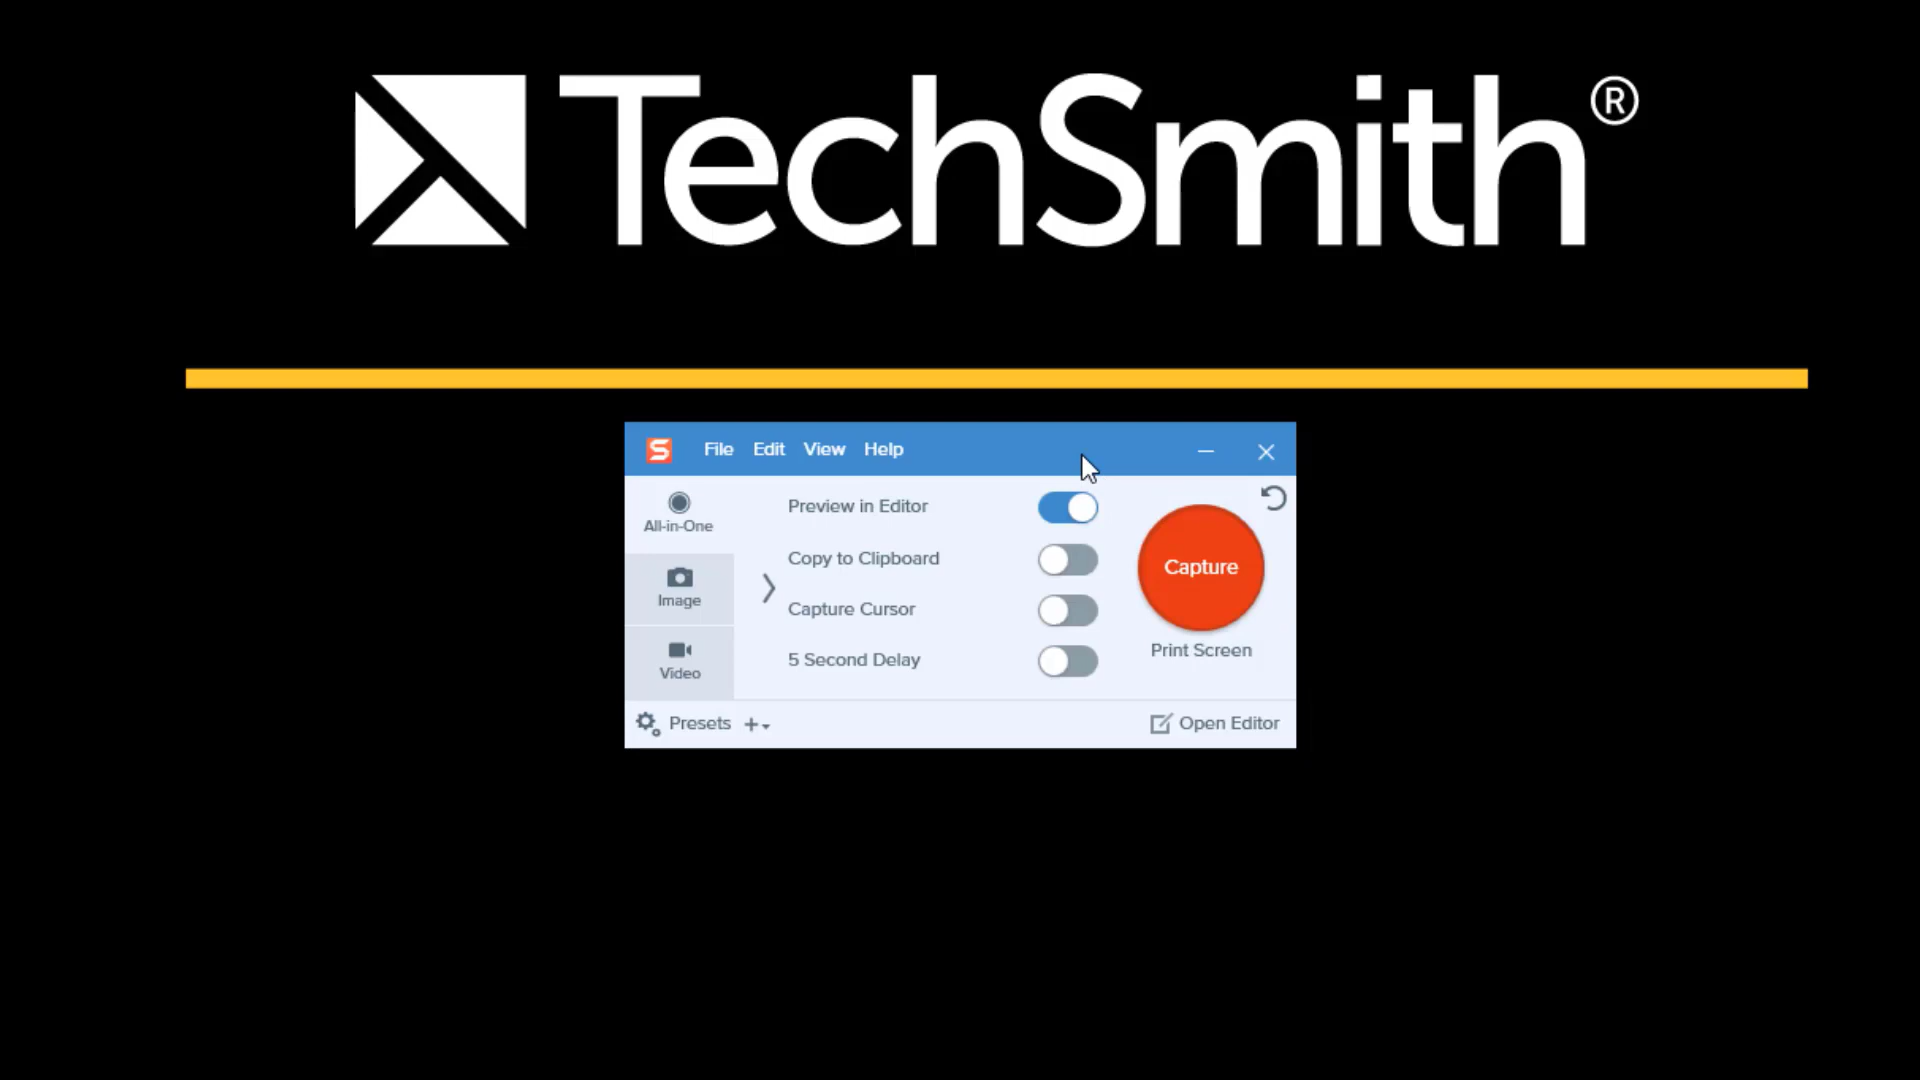 TechSmith®
File Edit View Help
All-in-One
Image
Video
Preview in Editor
Copy to Clipboard
Capture Cursor
5 Second Delay
Capture
Print Screen
Presets
Open Editor